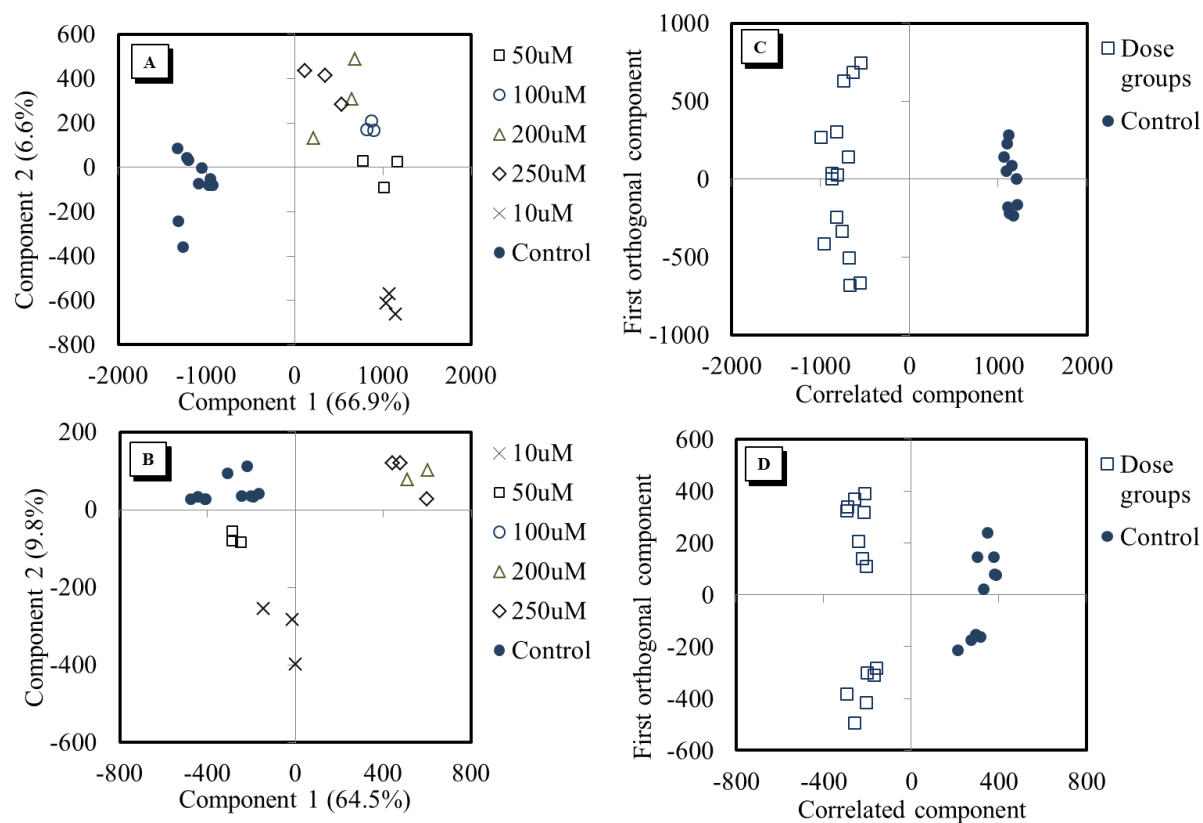 A
Component 2 (6.6%)
600
400
200
0
-200
-400
-600
-800
-2000
-1000
0
1000
2000
Component 1 (66.9%)
50uM
100uM
200uM
250uM
10uM
Control
C
First orthogonal component
1000
500
0
-500
-1000
-2000
-1000
0
1000
2000
Correlated component
Dose
groups
Control
B
Component 2 (9.8%)
200
0
-200
-400
-600
-800
-400
0
400
800
Component 1 (64.5%)
10uM
50uM
100uM
200uM
250uM
Control
D
First orthogonal component
600
400
200
0
-200
-400
-600
-800
-400
0
400
800
Correlated component
Dose
groups
Control